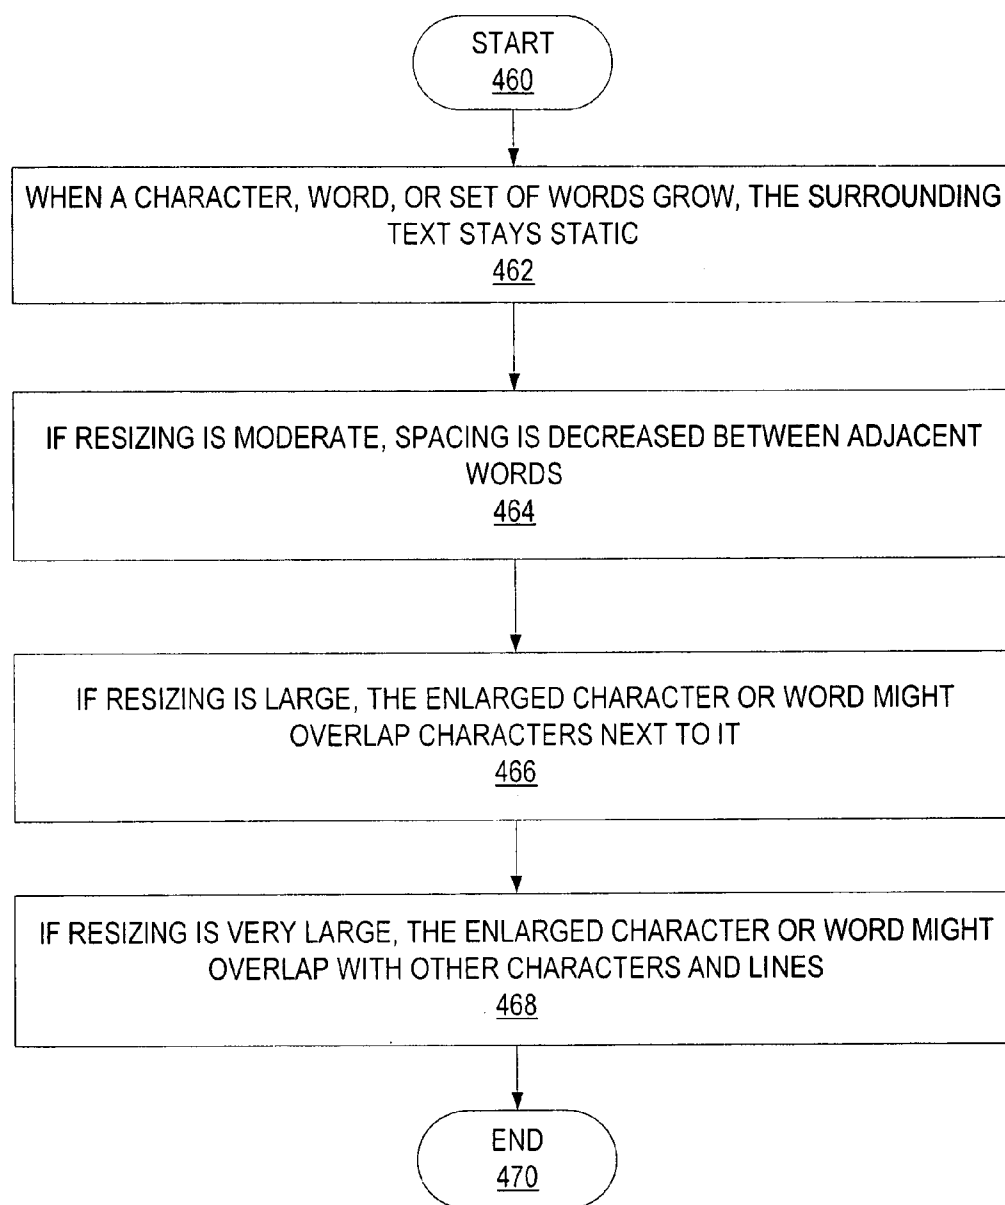 START
460
WHEN A CHARACTER, WORD, OR SET OF WORDS GROW, THE SURROUNDING
TEXT STAYS STATIC
462
IF RESIZING IS MODERATE, SPACING IS DECREASED BETWEEN ADJACENT
WORDS
464
IF RESIZING IS LARGE, THE ENLARGED CHARACTER OR WORD MIGHT
OVERLAP CHARACTERS NEXT TO IT
466
IF RESIZING IS VERY LARGE, THE ENLARGED CHARACTER OR WORD MIGHT
OVERLAP WITH OTHER CHARACTERS AND LINES
468
END
470